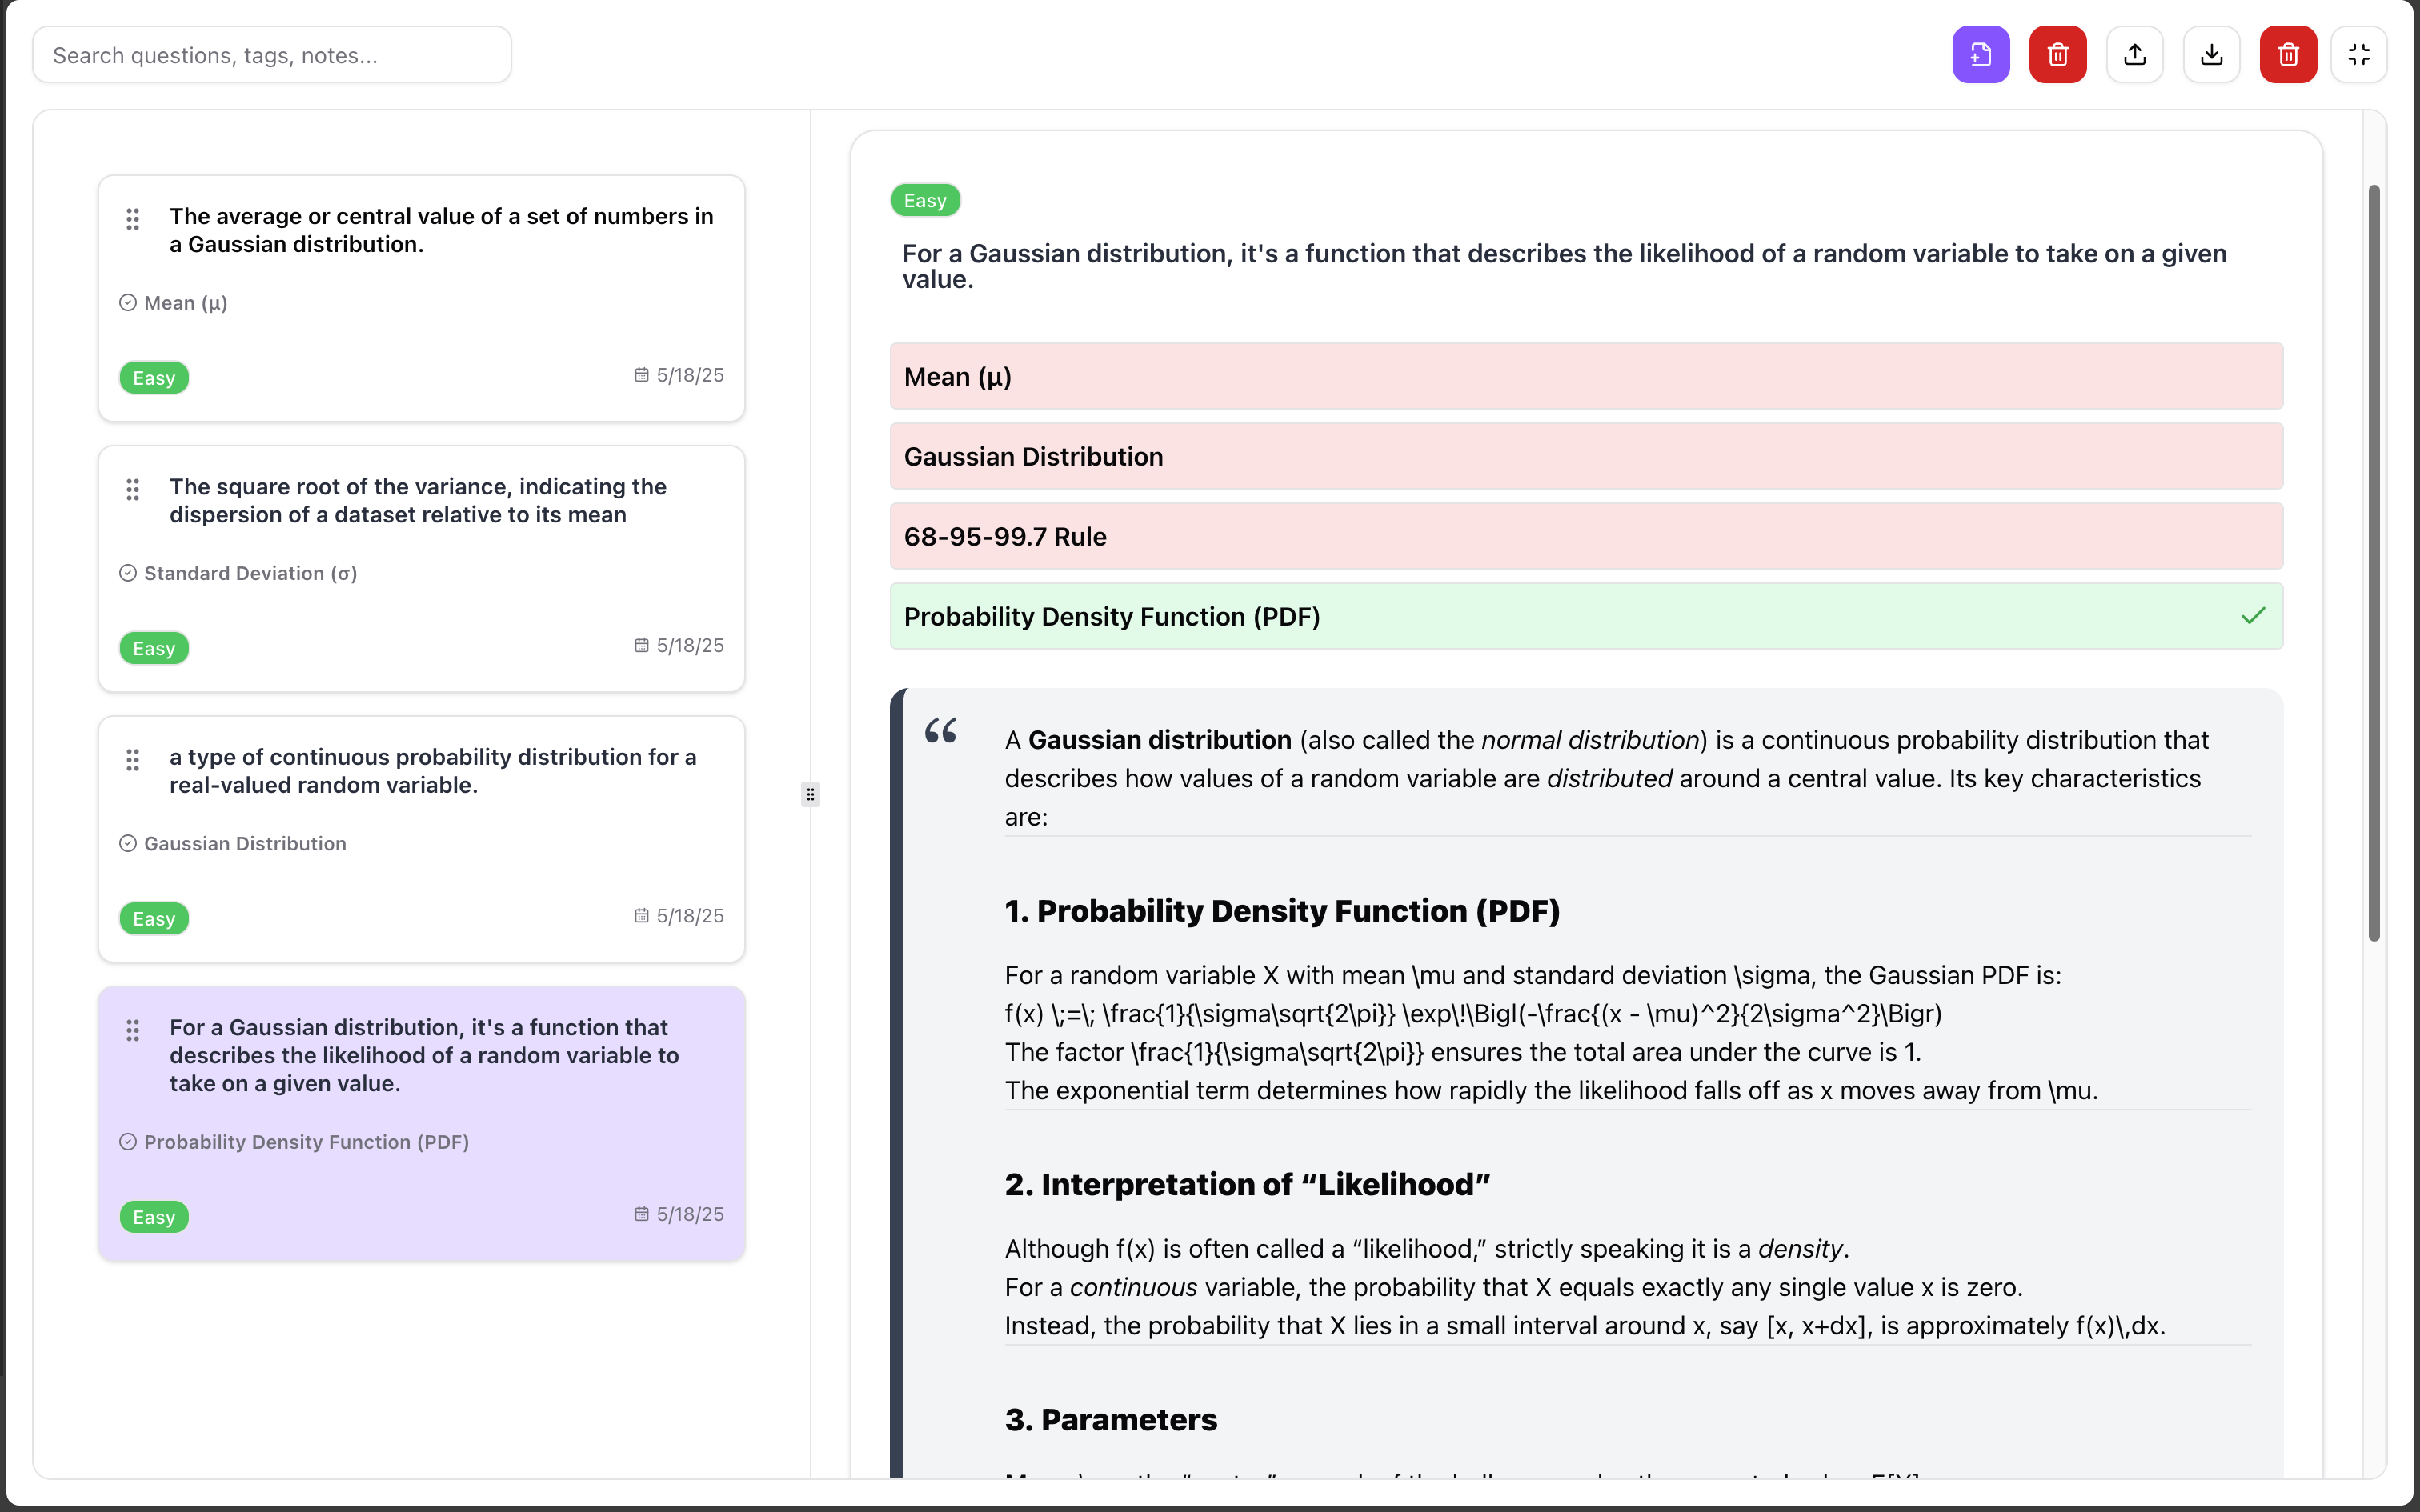 Search questions, tags, notes...
The average or central value of a set of numbers in
a Gaussian distribution.
Mean (μ)
Easy
5/18/25
The square root of the variance, indicating the
dispersion of a dataset relative to its mean
Standard Deviation (σ)
Easy
5/18/25
a type of continuous probability distribution for a
real-valued random variable.
Gaussian Distribution
Easy
5/18/25
For a Gaussian distribution, it's a function that
describes the likelihood of a random variable to
take on a given value.
Probability Density Function (PDF)
Easy
5/18/25
Easy
For a Gaussian distribution, it's a function that describes the likelihood of a random variable to take on a given
value.
Mean (μ)
Gaussian Distribution
68-95-99.7 Rule
Probability Density Function (PDF)
A Gaussian distribution (also called the normal distribution) is a continuous probability distribution that
describes how values of a random variable are distributed around a central value. Its key characteristics
are:
1. Probability Density Function (PDF)
For a random variable X with mean \mu and standard deviation \sigma, the Gaussian PDF is:
f(x) \;=\; \frac{1}{\sigma\sqrt{2\pi}} \exp\!\Bigl(-\frac{(x - \mu)^2}{2\sigma^2}\Bigr)
The factor \frac{1}{\sigma\sqrt{2\pi}} ensures the total area under the curve is 1.
The exponential term determines how rapidly the likelihood falls off as x moves away from \mu.
2. Interpretation of “Likelihood”
Although f(x) is often called a “likelihood,” strictly speaking it is a density.
For a continuous variable, the probability that X equals exactly any single value x is zero.
Instead, the probability that X lies in a small interval around x, say [x, x+dx], is approximately f(x)\,dx.
3. Parameters